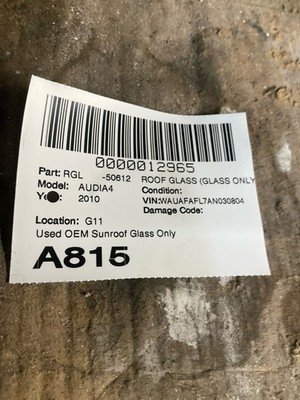 0000012965
Part: RGL -50612 ROOF GLASS (GLASS ONLY
Model: AUDIA4 Condition:
2010 VIN:WAUAFAFL7AN030804
Damage Code:
Location: G11
Used OEM Sunroof Glass Only
A815